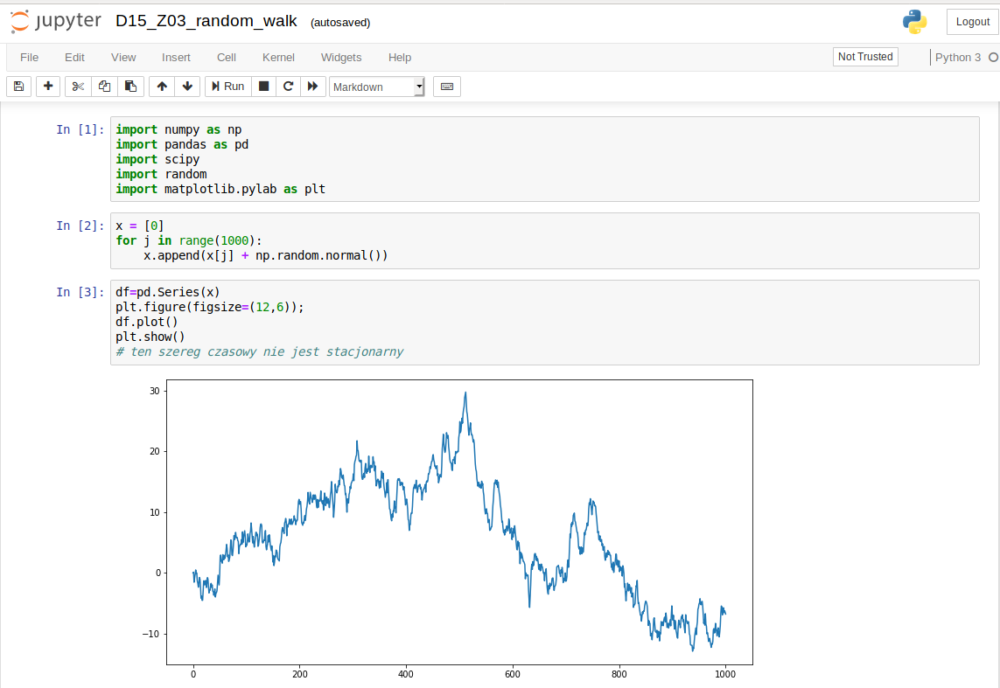 jupyter D15_Z03_random_walk (autosaved) Logout
File Edit View Insert Cell Kernel Widgets Help Not Trusted Python 3
Run Markdown
In [1]: import numpy as np
import pandas as pd
import scipy
import random
import matplotlib.pylab as plt
In [2]: x = [0]
for j in range(1000):
    x.append(x[j] + np.random.normal())
In [3]: df=pd.Series(x)
plt.figure(figsize=(12,6));
df.plot()
plt.show()
# ten szereg czasowy nie jest stacjonarny
30
20
10
0
−10
0 200 400 600 800 1000